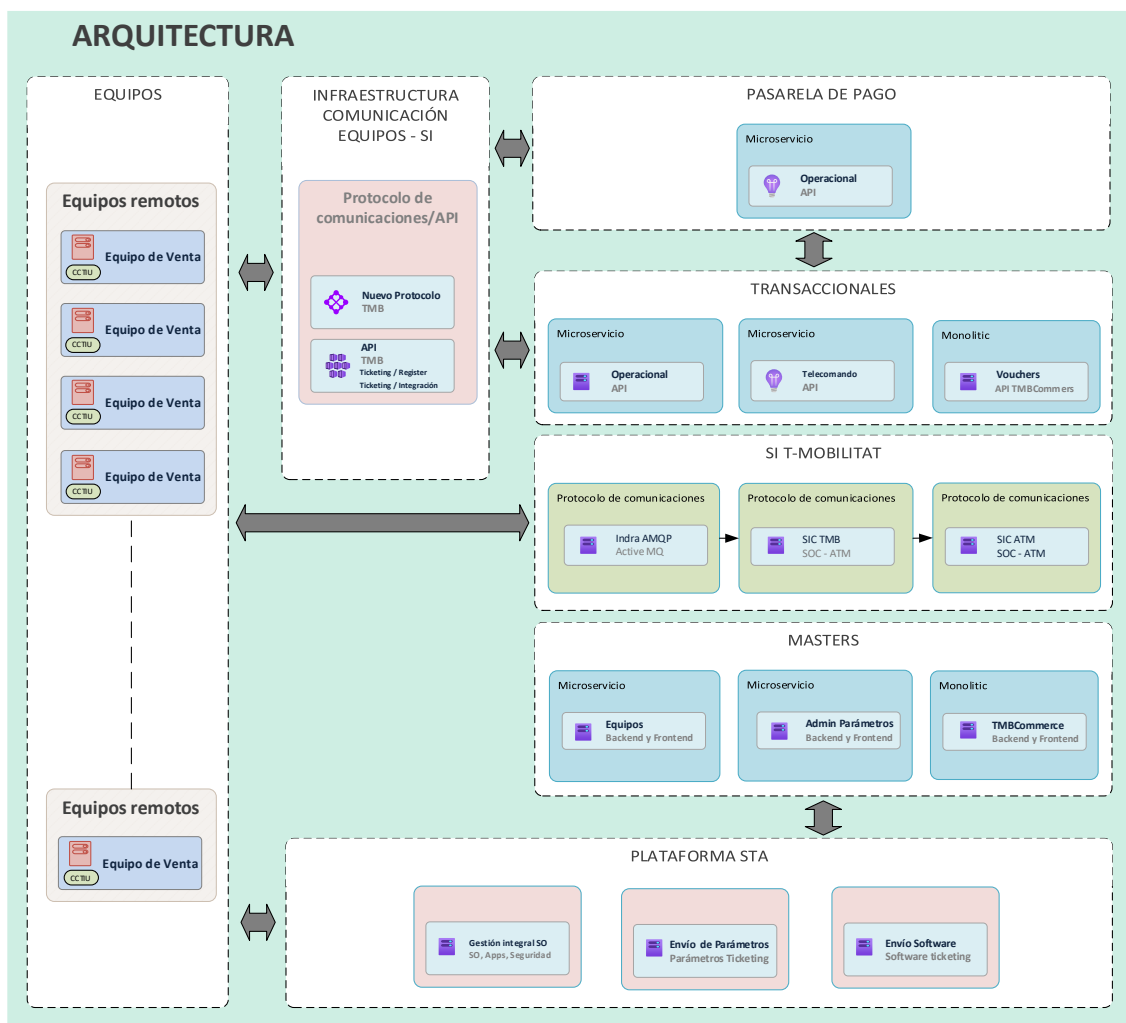 ARQUITECTURA
EQUIPOS
Equipos remotos
Equipo de Venta
CCTIU
Equipo de Venta
CCTIU
Equipo de Venta
CCTIU
Equipo de Venta
CCTIU
Equipos remotos
Equipo de Venta
CCTIU
INFRAESTRUCTURA
COMUNICACIÓN
EQUIPOS - SI
Protocolo de
comunicaciones/API
Nuevo Protocolo
TMB
API
TMB
Ticketing / Register
Ticketing / Integración
PASARELA DE PAGO
Microservicio
Operacional
API
TRANSACCIONALES
Microservicio
Operacional
API
Microservicio
Telecomando
API
Monolitic
Vouchers
API TMBCommers
SI T-MOBILITAT
Protocolo de comunicaciones
Indra AMQP
Active MQ
Protocolo de comunicaciones
SIC TMB
SOC - ATM
Protocolo de comunicaciones
SIC ATM
SOC - ATM
MASTERS
Microservicio
Equipos
Backend y Frontend
Microservicio
Admin Parámetros
Backend y Frontend
Monolitic
TMBCommerce
Backend y Frontend
PLATAFORMA STA
Gestión integral SO
SO, Apps, Seguridad
Envío de Parámetros
Parámetros Ticketing
Envío Software
Software ticketing